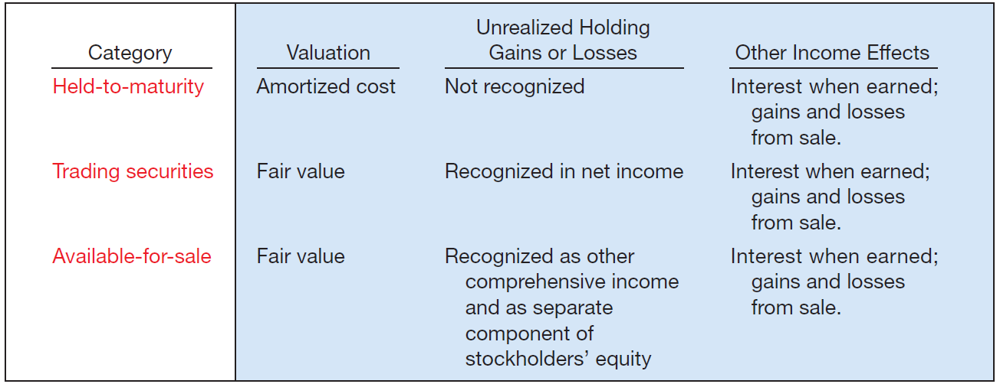 Category
Valuation
Unrealized Holding
Gains or Losses
Other Income Effects
Held-to-maturity
Amortized cost
Not recognized
Interest when earned;
gains and losses
from sale.
Trading securities
Fair value
Recognized in net income
Interest when earned;
gains and losses
from sale.
Available-for-sale
Fair value
Recognized as other
comprehensive income
and as separate
component of
stockholders’ equity
Interest when earned;
gains and losses
from sale.